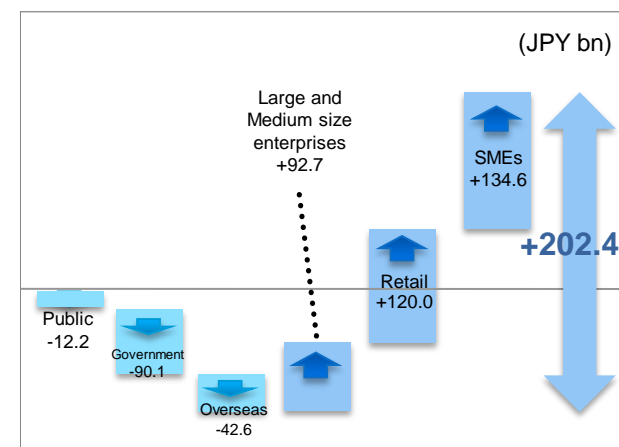 (JPY bn)
Large and
Medium size
enterprises
+92.7
SMEs
+134.6
+202.4
Retail
+120.0
Public
-12.2
Government
-90.1
Overseas
-42.6